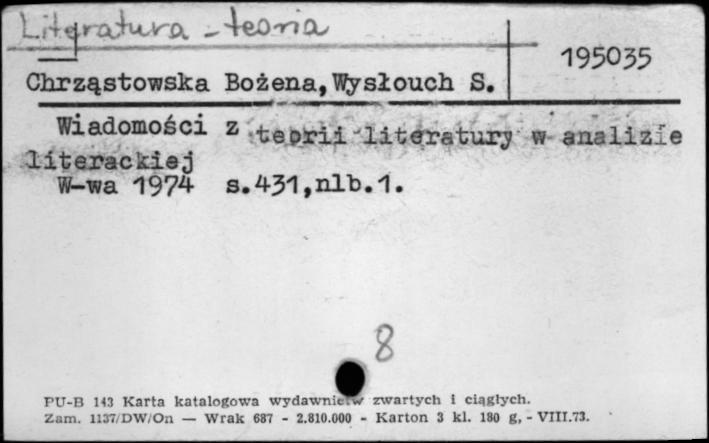 Literatura - teoria
195035
Chrząstowska Bożena,Wysłouch S.
Wiadomości z teorii literatury w analizie
literackiej
W-wa 1974 s.431,nlb.1.
8
PU-B 143 Karta katalogowa wydawnictw zwartych i ciągłych.
Zam. 1137/DW/On — Wrak 687 - 2.810.000 - Karton 3 kl. 180 g, - VIII.73.